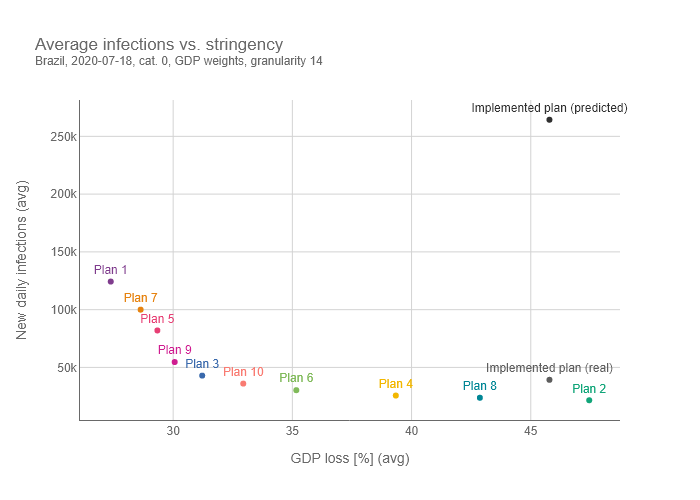 Average infections vs. stringency
Brazil, 2020-07-18, cat. 0, GDP weights, granularity 14
Implemented plan (predicted)
250k
200k
150k
100k
50k
New daily infections (avg)
Plan 1
Plan 7
Plan 5
Plan 9
Plan 3
Plan 10
Plan 6
Plan 4
Plan 8
Implemented plan (real)
Plan 2
30
35
40
45
GDP loss [%] (avg)